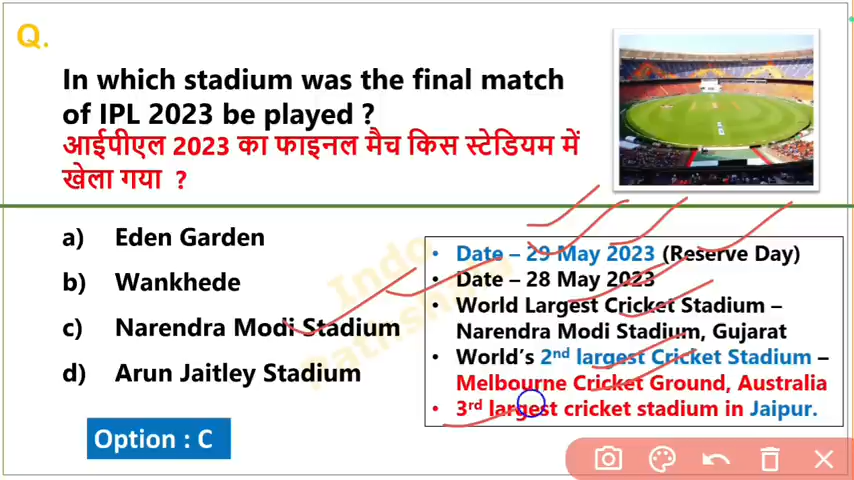 Q.
In which stadium was the final match
of IPL 2023 be played ?
आईपीएल 2023 का फाइनल मैच किस स्टेडियम में
खेला गया ?
a) Eden Garden
b) Wankhede
c) Narendra Modi Stadium
d) Arun Jaitley Stadium
Option : C
• Date – 29 May 2023 (Reserve Day)
• Date – 28 May 2023
• World Largest Cricket Stadium –
Narendra Modi Stadium, Gujarat
• World's 2nd largest Cricket Stadium –
Melbourne Cricket Ground, Australia
• 3rd largest cricket stadium in Jaipur.
Indo
Pathshala